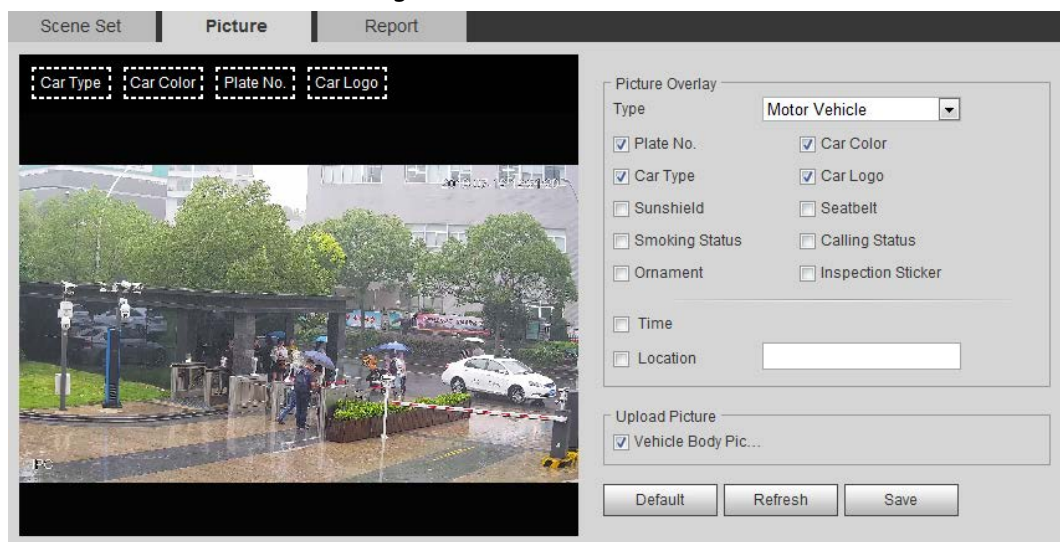 Scene Set Picture Report
Car Type Car Color Plate No. Car Logo
IPC
Picture Overlay
Type Motor Vehicle
Plate No. Car Color
Car Type Car Logo
Sunshield Seatbelt
Smoking Status Calling Status
Ornament Inspection Sticker
Time
Location
Upload Picture
Vehicle Body Pic...
Default Refresh Save